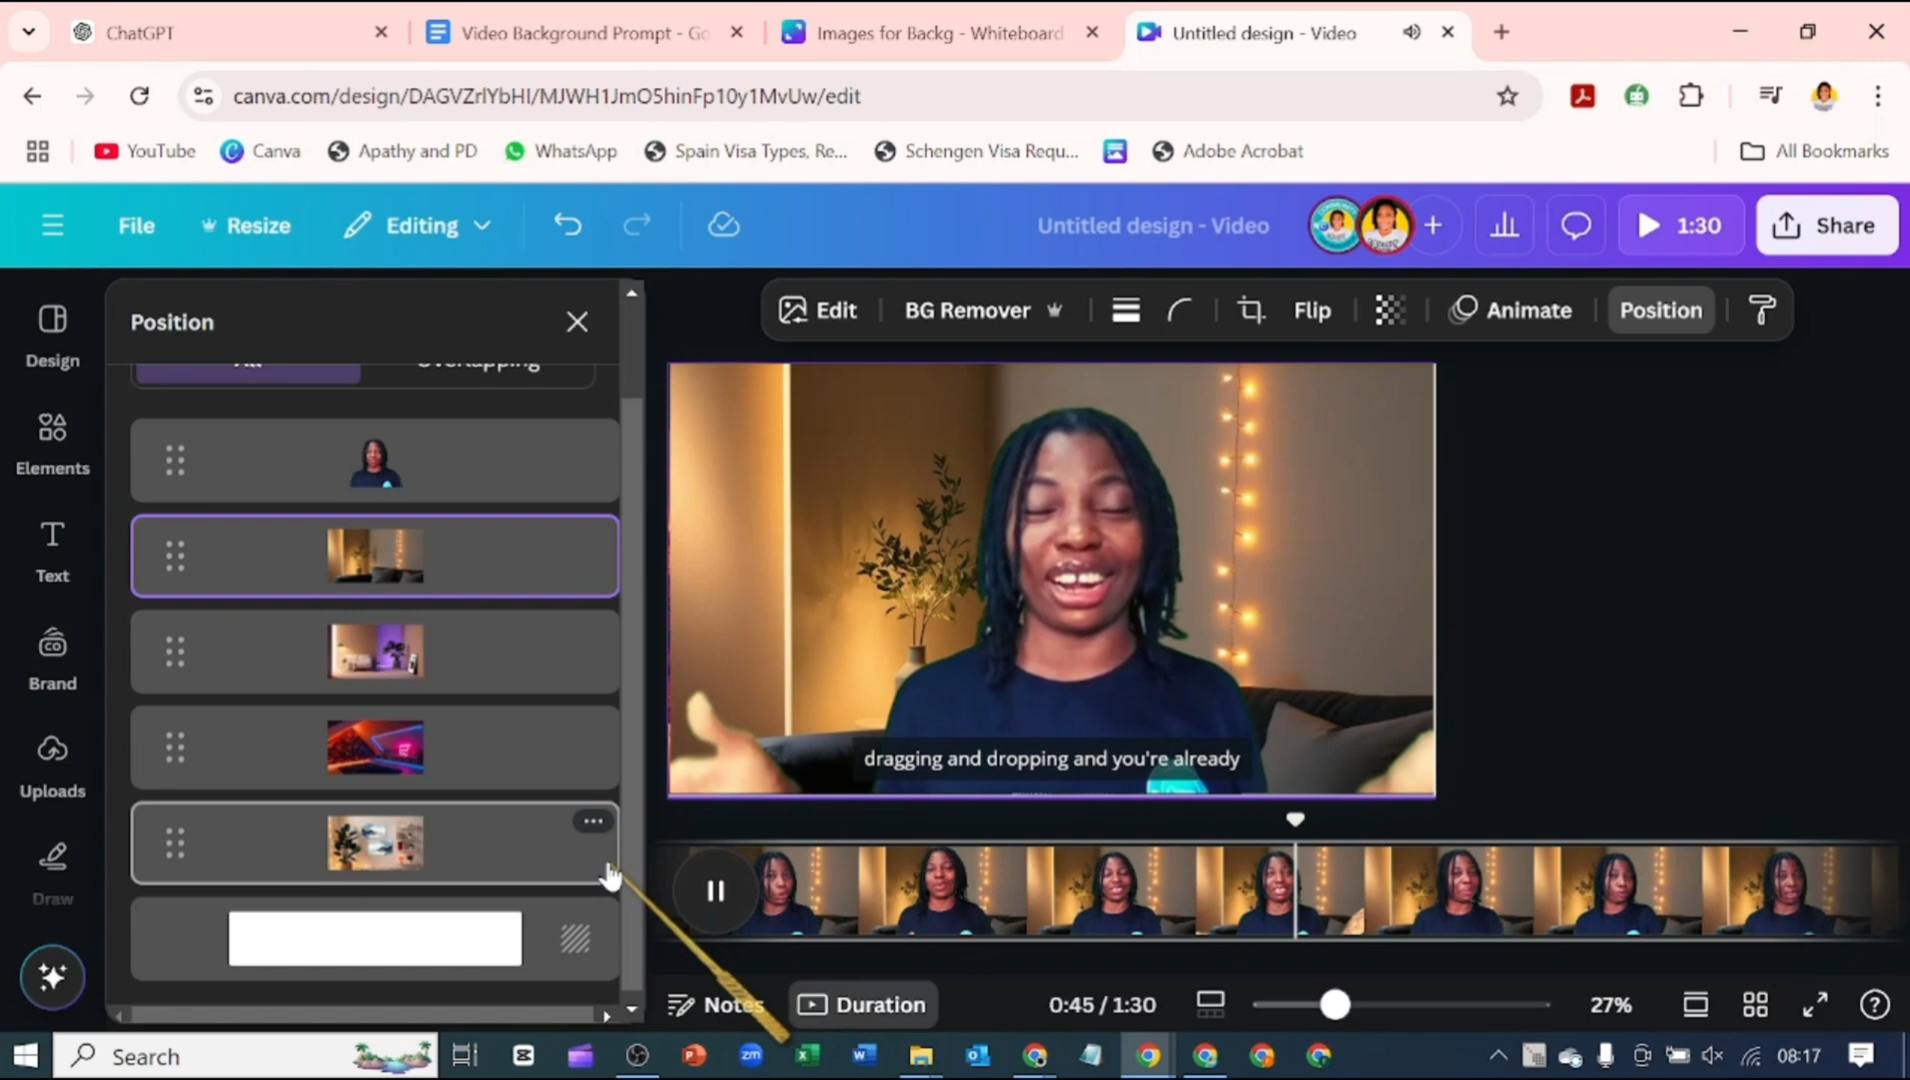 ChatGPT
Video Background Prompt - Go
Images for Backg - Whiteboard
Untitled design - Video
canva.com/design/DAGVZrlYbHI/MJWH1JmO5hinFp10y1MvUw/edit
YouTube
Canva
Apathy and PD
WhatsApp
Spain Visa Types, Re...
Schengen Visa Requ...
Adobe Acrobat
All Bookmarks
File
Resize
Editing
Untitled design - Video
1:30
Share
Position
Edit
BG Remover
Flip
Animate
Position
All
Overlapping
Design
Elements
Text
Brand
Uploads
Draw
dragging and dropping and you're already
Notes
Duration
0:45 / 1:30
27%
Search
zm
08:17